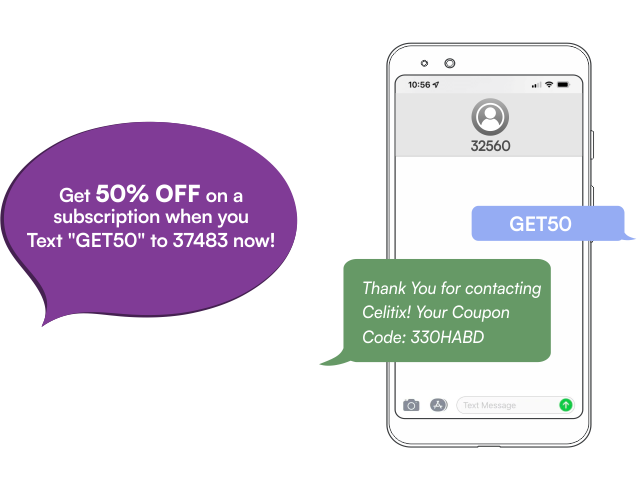 Get 50% OFF on a
subscription when you
Text "GET50" to 37483 now!
10:56
32560
GET50
Thank You for contacting
Celitix! Your Coupon
Code: 330HABD
Text Message